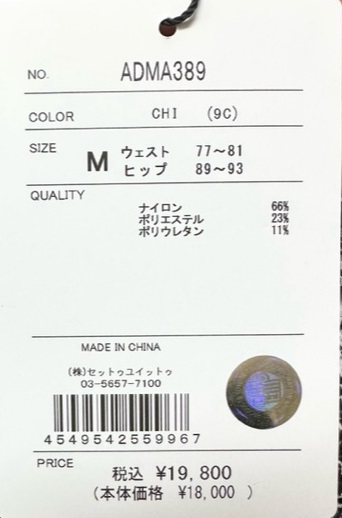 NO. ADMA389
COLOR CHI (9C)
SIZE M ウェスト 77～81
ヒップ 89～93
QUALITY
ナイロン 66%
ポリエステル 23%
ポリウレタン 11%
MADE IN CHINA
(株)セットゥユイットゥ
03-5657-7100
4549542559967
PRICE
税込 ¥19,800
(本体価格 ¥18,000 )